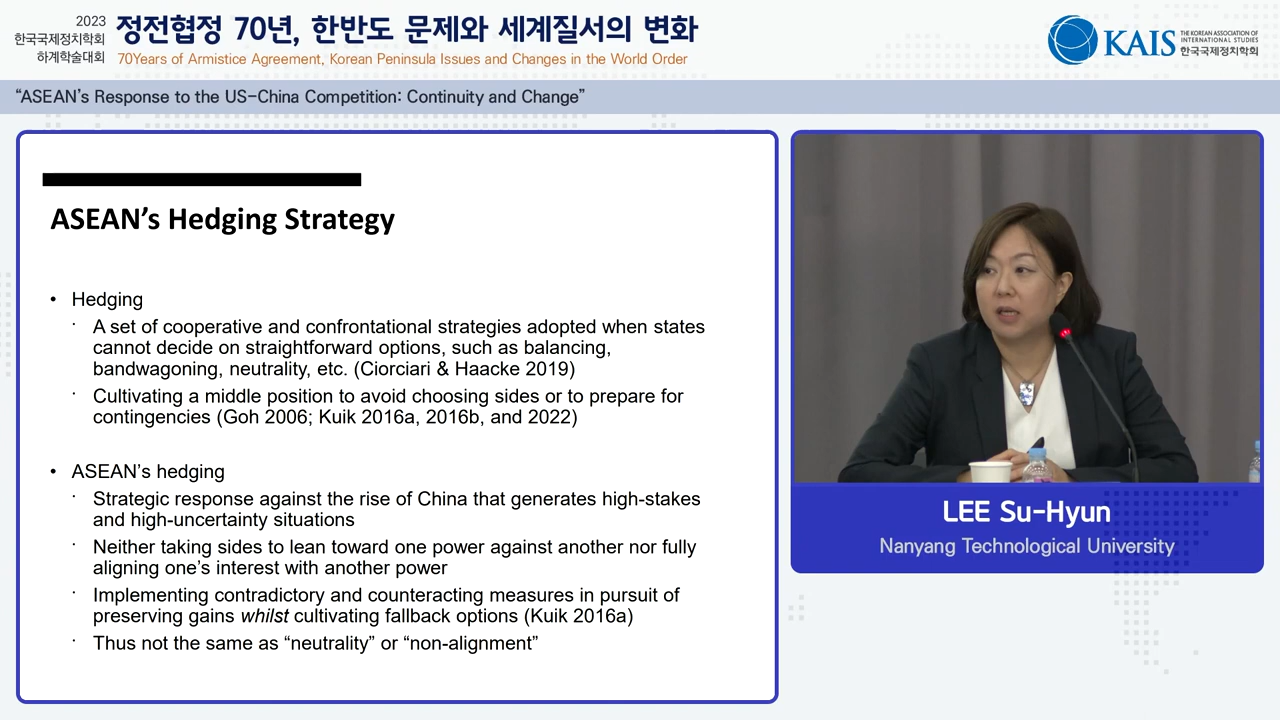 2023
한국국제정치학회
하계학술대회
정전협정 70년, 한반도 문제와 세계질서의 변화
70Years of Armistice Agreement, Korean Peninsula Issues and Changes in the World Order
KAIS
THE KOREAN ASSOCIATION OF
INTERNATIONAL STUDIES
한국국제정치학회
“ASEAN’s Response to the US-China Competition: Continuity and Change”
ASEAN’s Hedging Strategy
• Hedging
· A set of cooperative and confrontational strategies adopted when states
cannot decide on straightforward options, such as balancing,
bandwagoning, neutrality, etc. (Ciorciari & Haacke 2019)
· Cultivating a middle position to avoid choosing sides or to prepare for
contingencies (Goh 2006; Kuik 2016a, 2016b, and 2022)
• ASEAN’s hedging
· Strategic response against the rise of China that generates high-stakes
and high-uncertainty situations
· Neither taking sides to lean toward one power against another nor fully
aligning one’s interest with another power
· Implementing contradictory and counteracting measures in pursuit of
preserving gains whilst cultivating fallback options (Kuik 2016a)
· Thus not the same as “neutrality” or “non-alignment”
LEE Su-Hyun
Nanyang Technological University